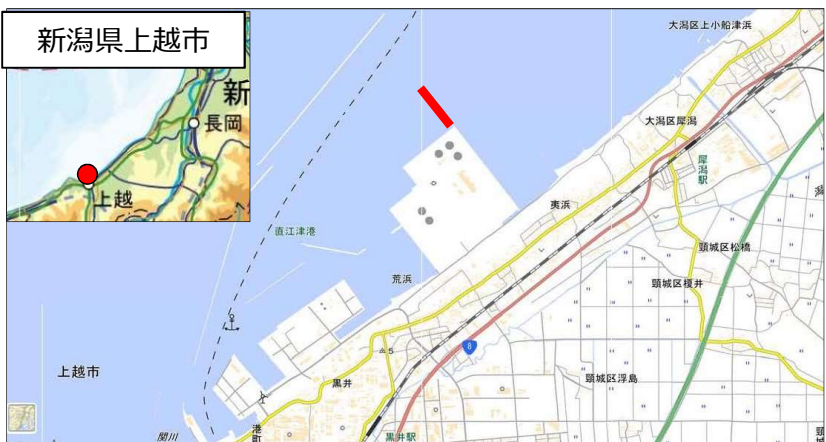 新潟県上越市
新
長岡
上越
大潟区上小船津浜
大潟区犀潟
犀潟駅
夷浜
直江津港
頸城区松橋
荒浜
頸城区榎井
8
5
上越市
黒井
頸城区浮島
関川
港町
黒井駅